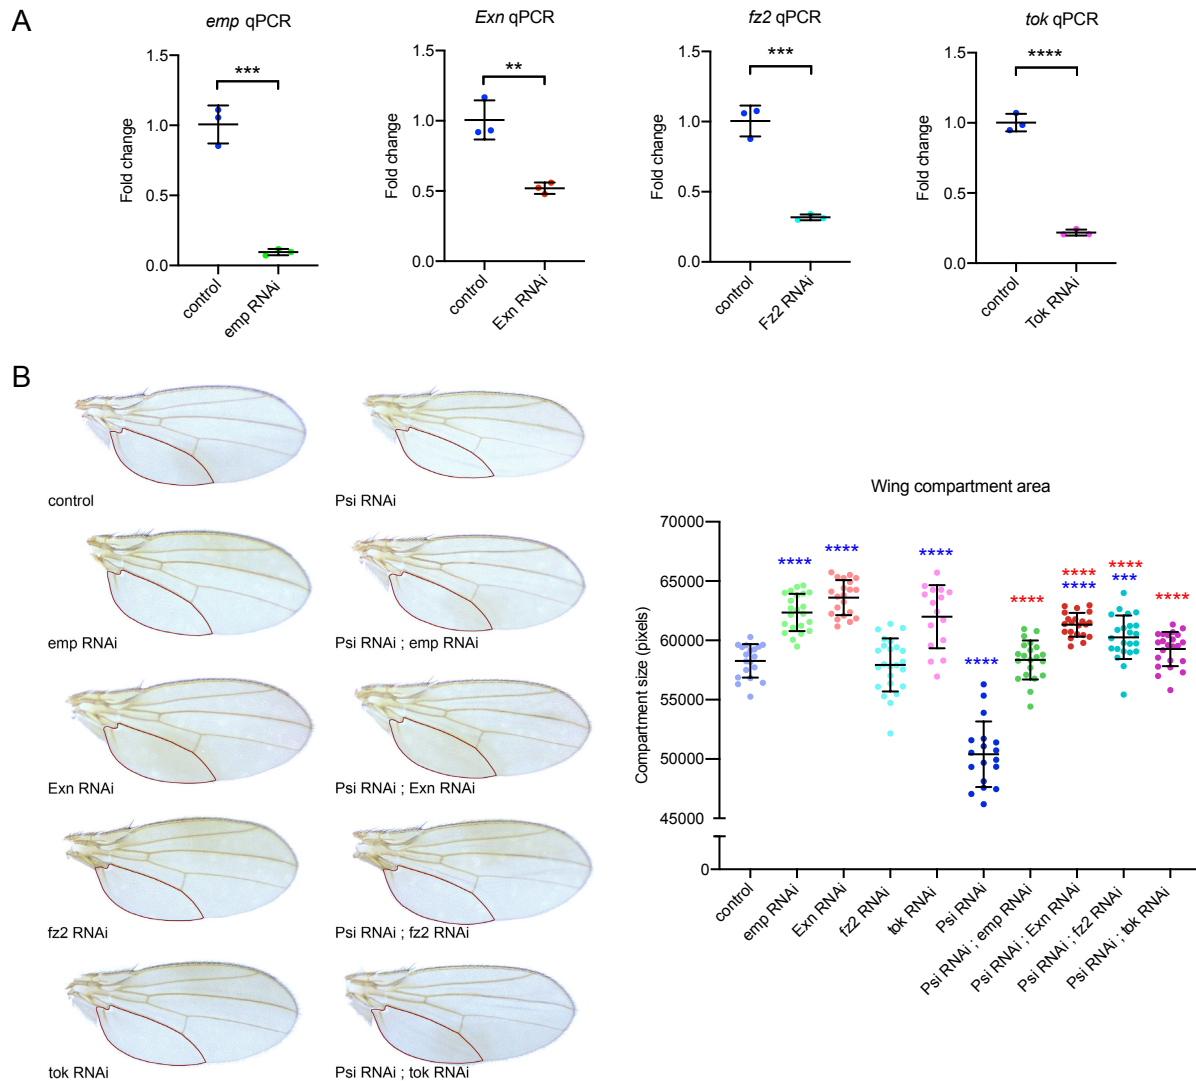 A
emp qPCR
Exn qPCR
fz2 qPCR
tok qPCR
Fold change
1.5
1.0
0.5
0.0
***
control
emp RNAi
Fold change
1.5
1.0
0.5
0.0
**
control
Exn RNAi
Fold change
1.5
1.0
0.5
0.0
***
control
Fz2 RNAi
Fold change
1.5
1.0
0.5
0.0
****
control
Tok RNAi
B
control
Psi RNAi
emp RNAi
Psi RNAi ; emp RNAi
Exn RNAi
Psi RNAi ; Exn RNAi
fz2 RNAi
Psi RNAi ; fz2 RNAi
tok RNAi
Psi RNAi ; tok RNAi
Wing compartment area
Compartment size (pixels)
70000
65000
60000
55000
50000
45000
0
****
****
****
****
****
****
****
****
***
****
control
emp RNAi
Exn RNAi
fz2 RNAi
tok RNAi
Psi RNAi
Psi RNAi ; emp RNAi
Psi RNAi ; Exn RNAi
Psi RNAi ; fz2 RNAi
Psi RNAi ; tok RNAi